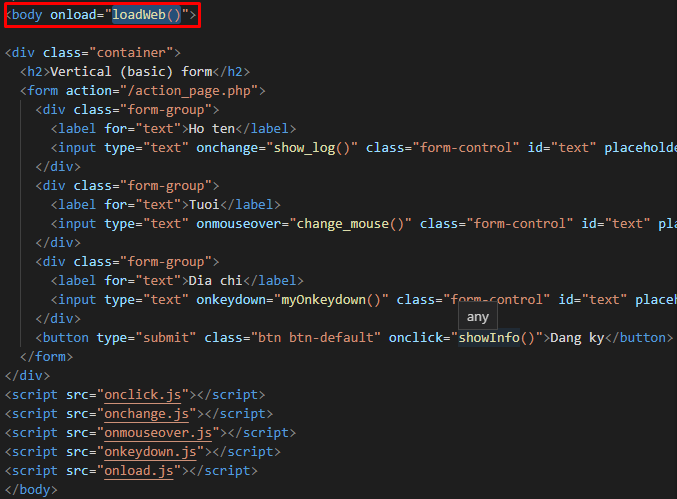 <body onload="loadWeb()">
<div class="container">
<h2>Vertical (basic) form</h2>
<form action="/action_page.php">
<div class="form-group">
<label for="text">Ho ten</label>
<input type="text" onchange="show_log()" class="form-control" id="text" placeholde
</div>
<div class="form-group">
<label for="text">Tuoi</label>
<input type="text" onmouseover="change_mouse()" class="form-control" id="text" pla
</div>
<div class="form-group">
<label for="text">Dia chi</label>
<input type="text" onkeydown="myOnkeydown()" class="form-control" id="text" placeh
</div>
any
<button type="submit" class="btn btn-default" onclick="showInfo()">Dang ky</button>
</form>
</div>
<script src="onclick.js"></script>
<script src="onchange.js"></script>
<script src="onmouseover.js"></script>
<script src="onkeydown.js"></script>
<script src="onload.js"></script>
</body>